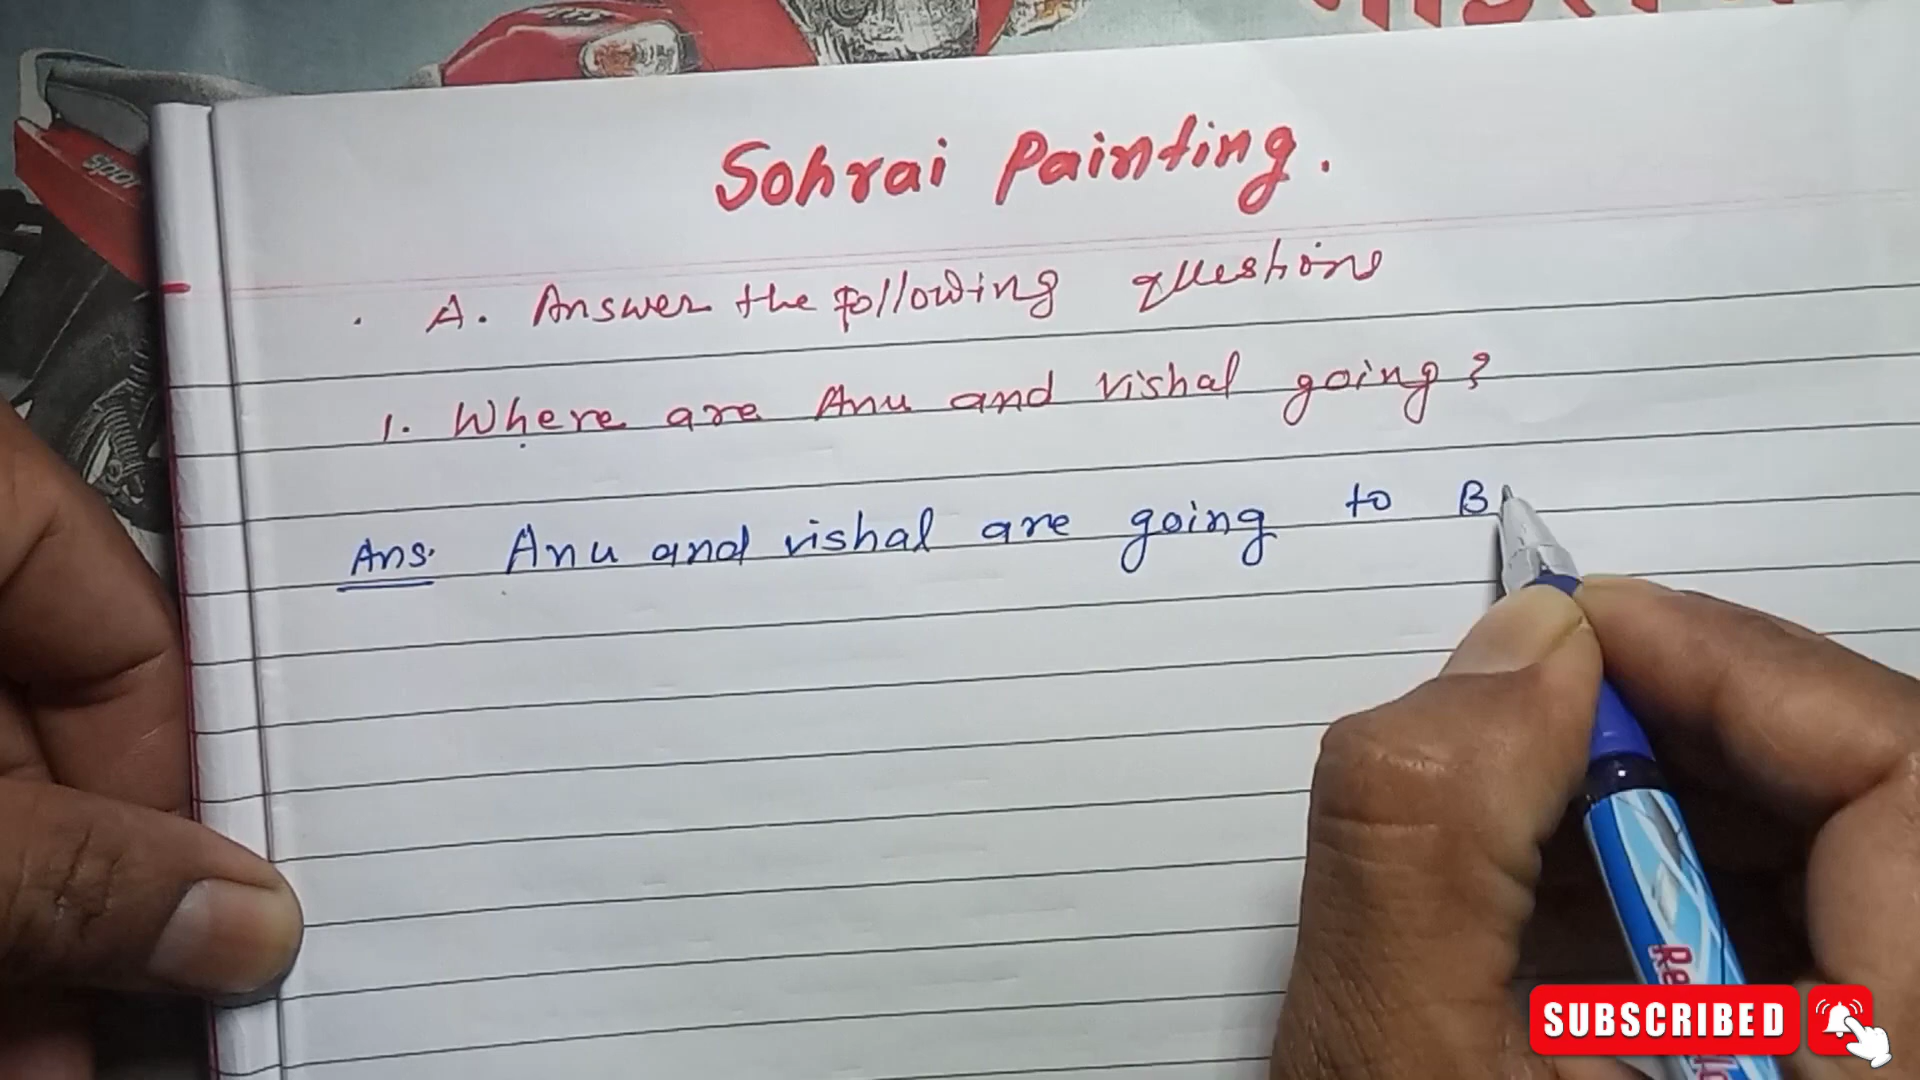 Sohrai Painting.
A. Answer the following questions
1. Where are Anu and vishal going?
Ans. Anu and vishal are going to B
SUBSCRIBED